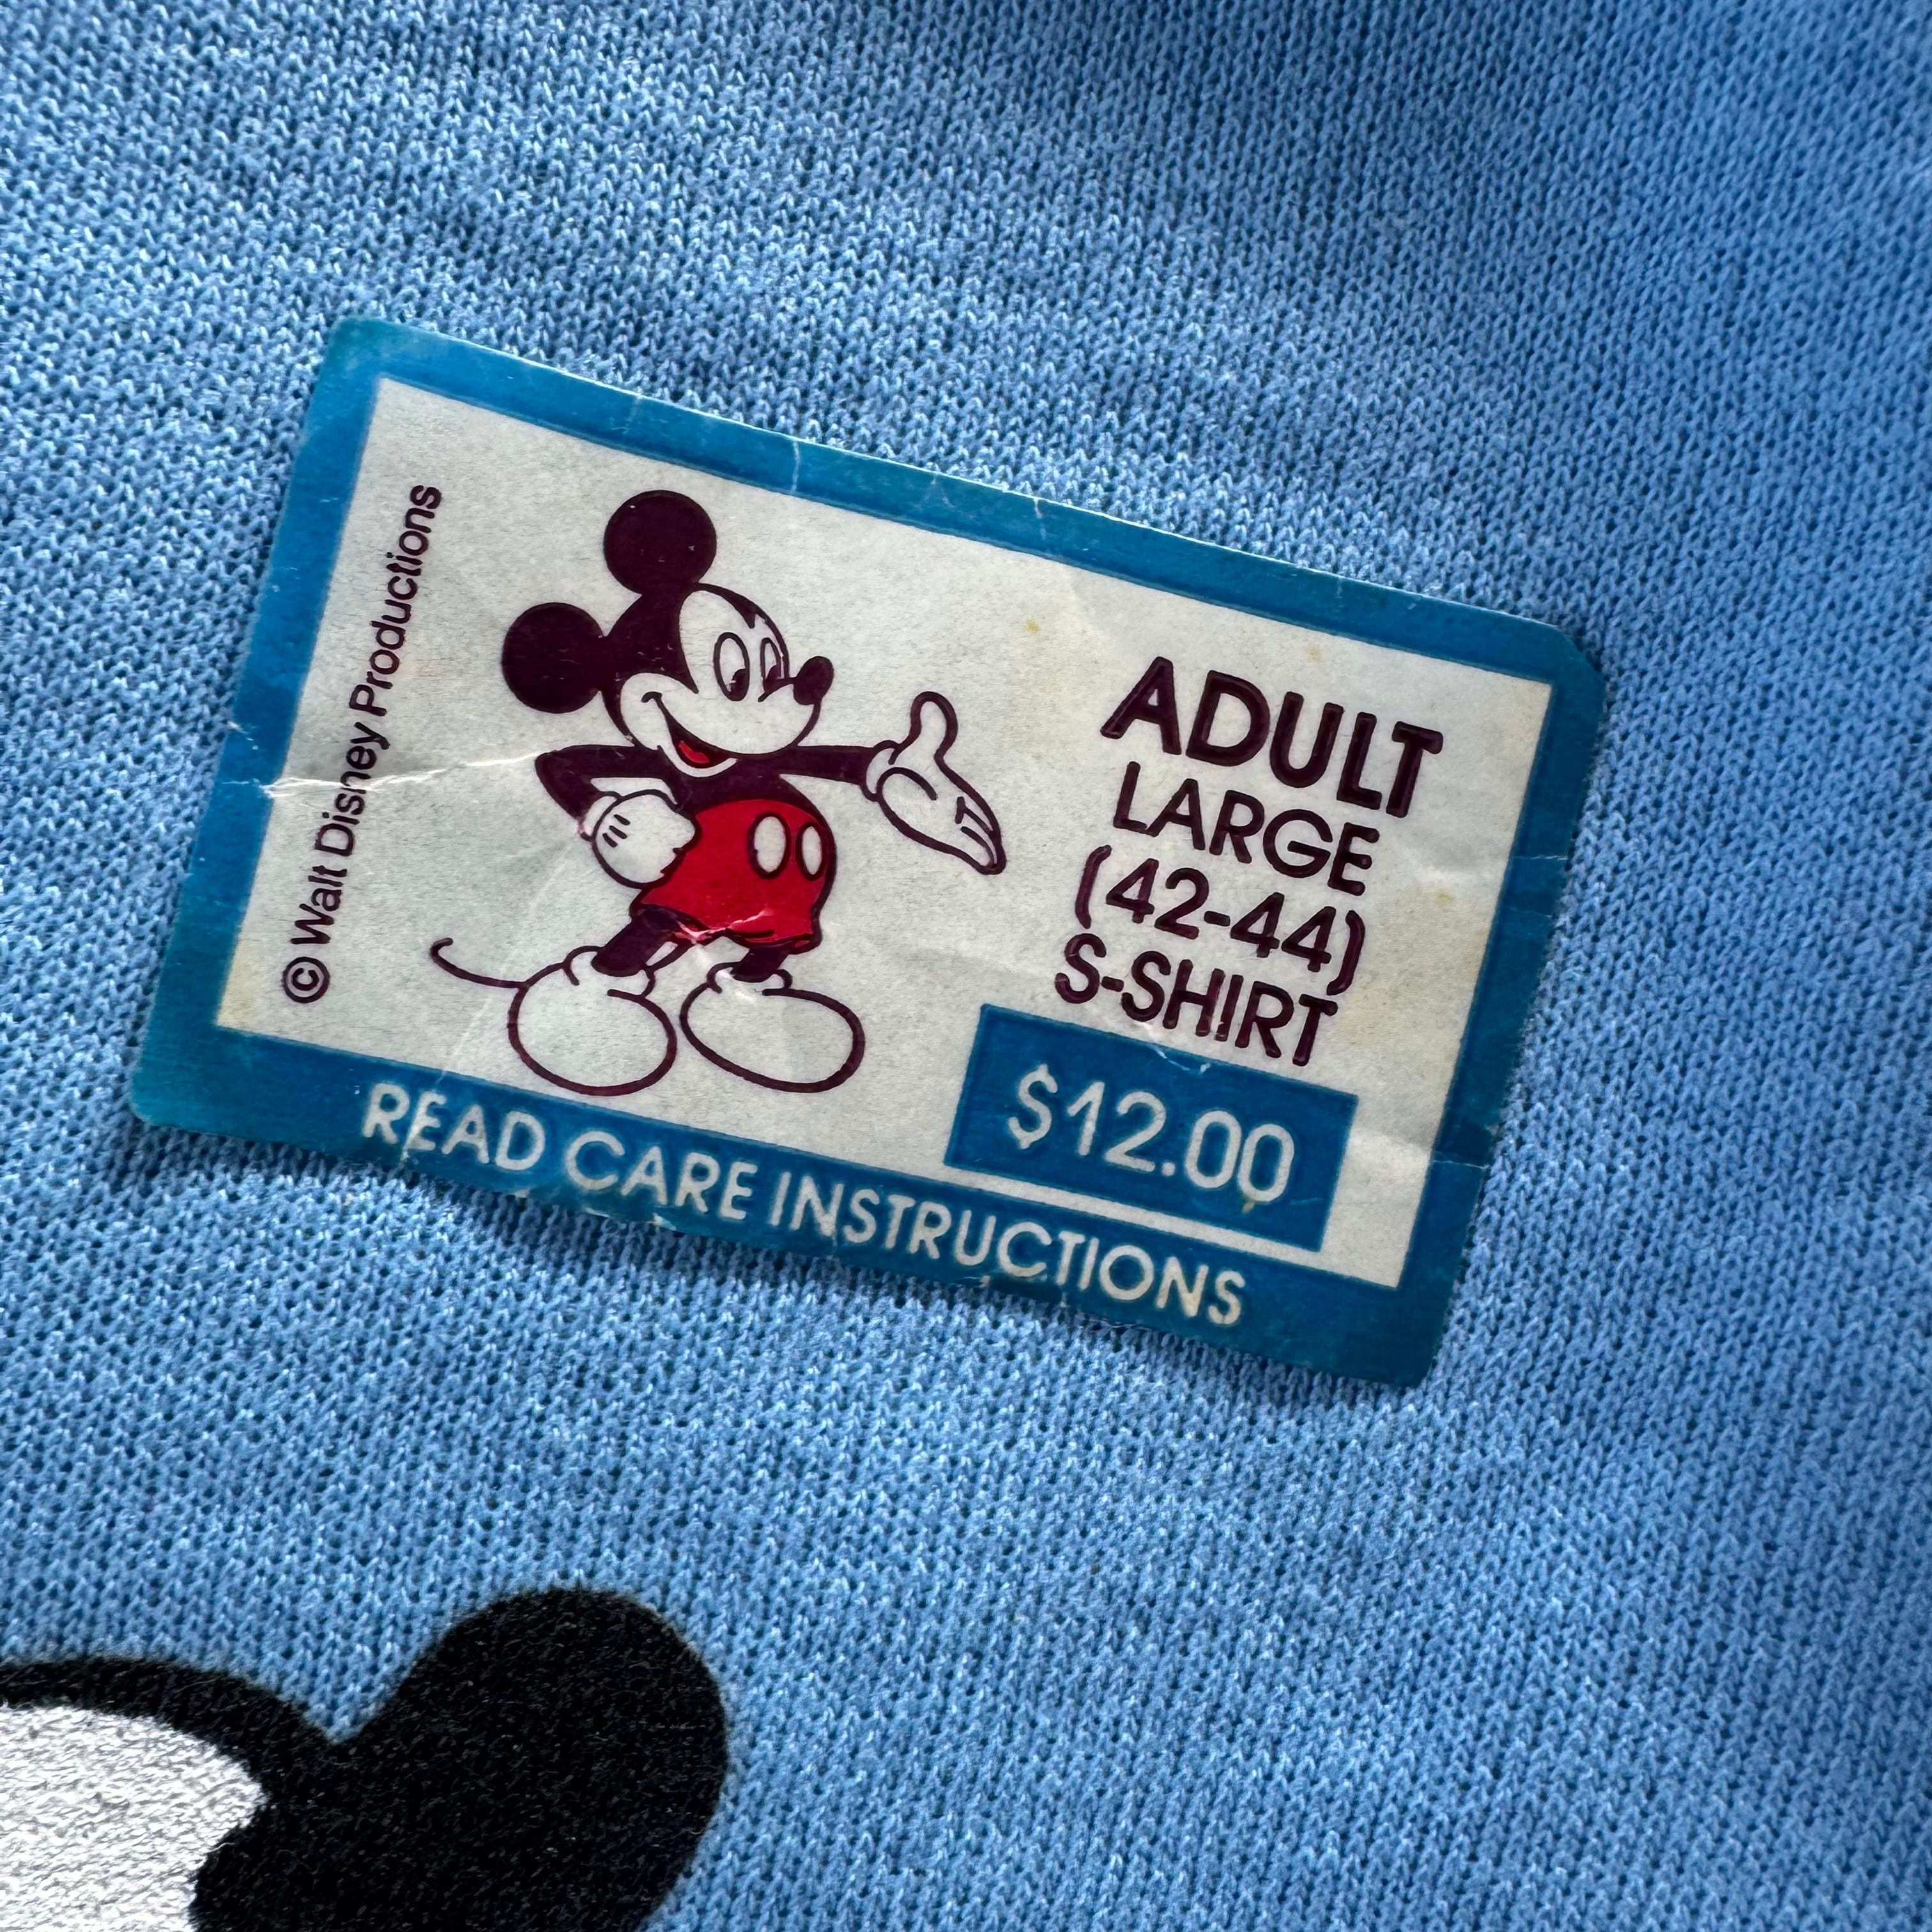 © Walt Disney Productions
ADULT
LARGE
(42-44)
S-SHIRT
$12.00
READ CARE INSTRUCTIONS